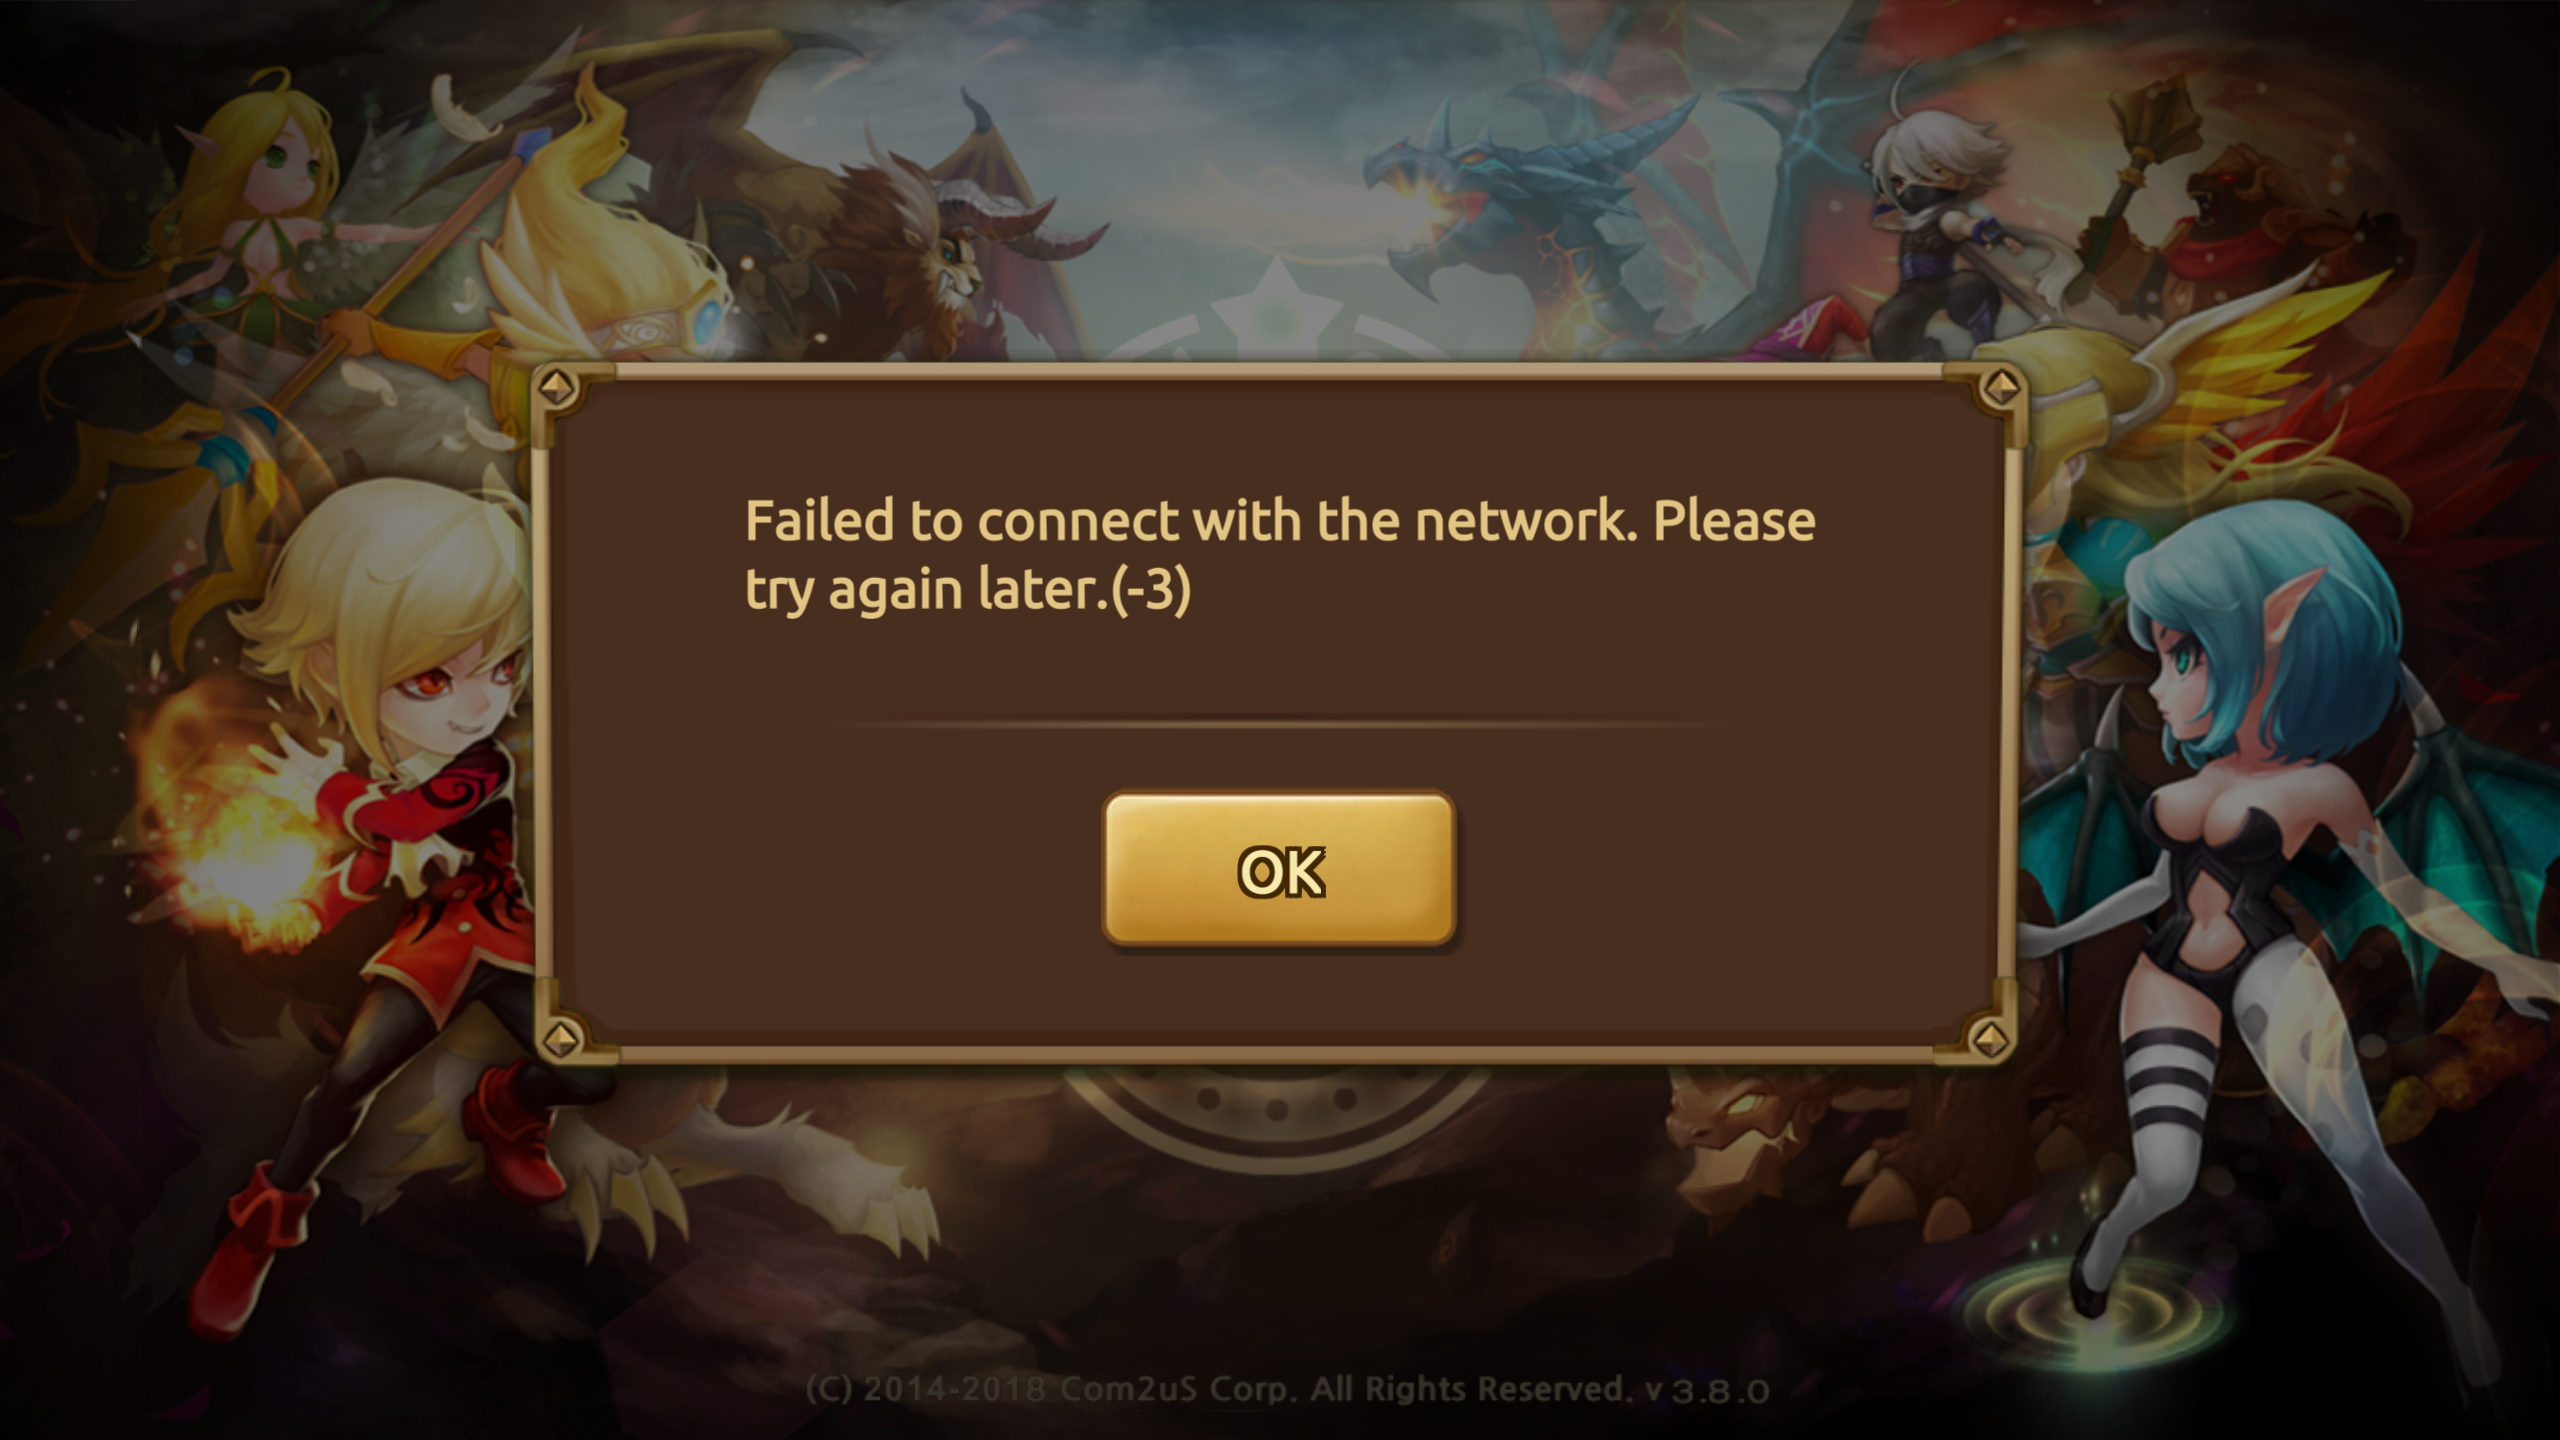 Failed to connect with the network. Please
try again later.(-3)
OK
(C) 2014-2018 Com2uS Corp. All Rights Reserved. v 3.8.0